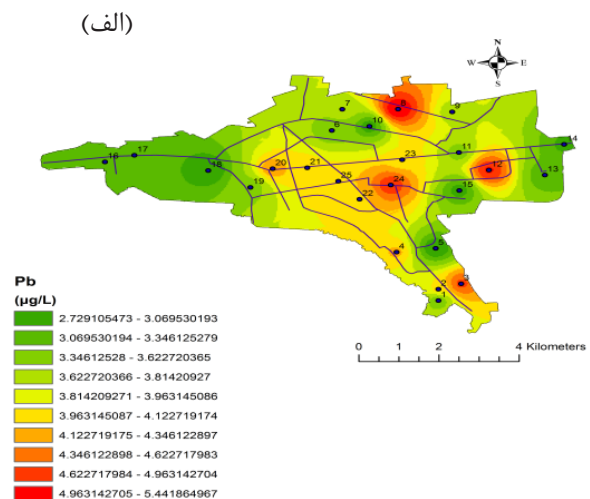 (الف)
N
W E
S
7
8
9
10
6
11
14
17
16
23
18
20
21
12
13
25
24
19
15
22
5
4
3
2
1
Pb
(µg/L)
2.729105473 - 3.069530193
3.069530194 - 3.346125279
3.34612528 - 3.622720365
3.622720366 - 3.81420927
3.814209271 - 3.963145086
3.963145087 - 4.122719174
4.122719175 - 4.346122897
4.346122898 - 4.622717983
4.622717984 - 4.963142704
4.963142705 - 5.441864967
0 1 2 4 Kilometers